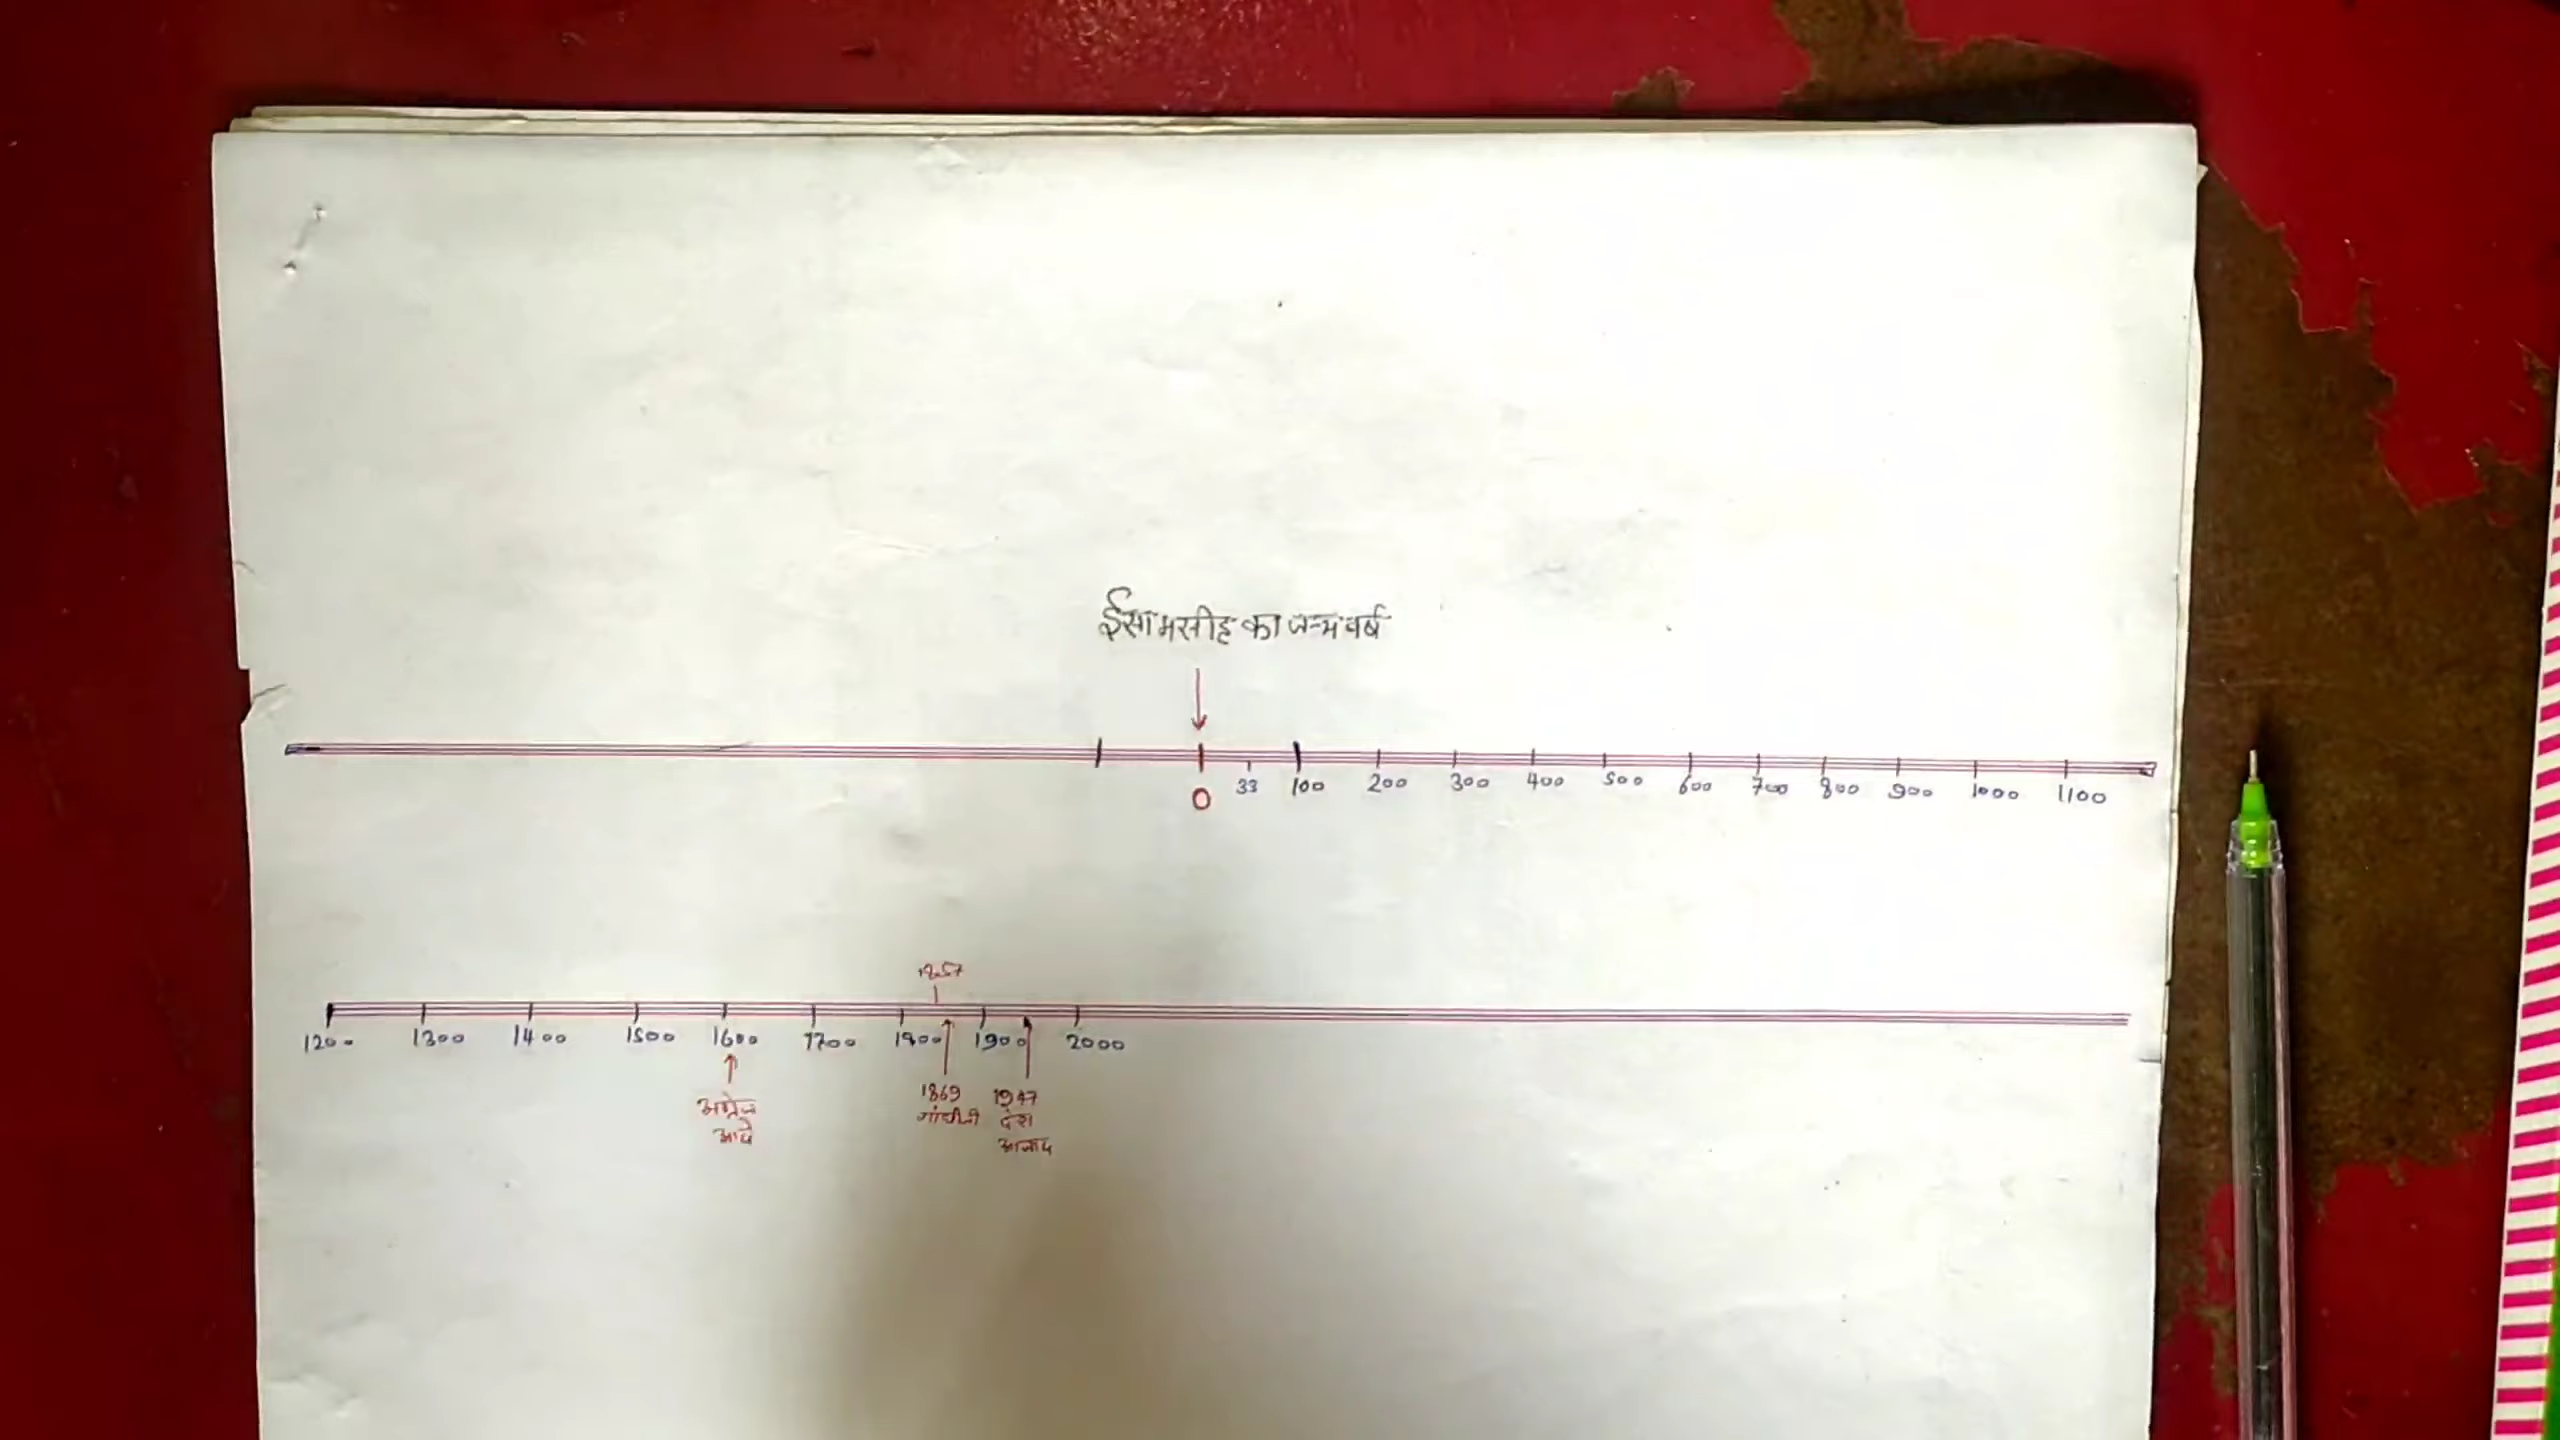 ईसा मसीह का जन्म वर्ष
0 33 100 200 300 400 500 600 700 800 900 1000 1100
1857
1200 1300 1400 1500 1600 1700 1800 1900 2000
अंग्रेज आये
1869 गांधीजी
1947 देश आजाद